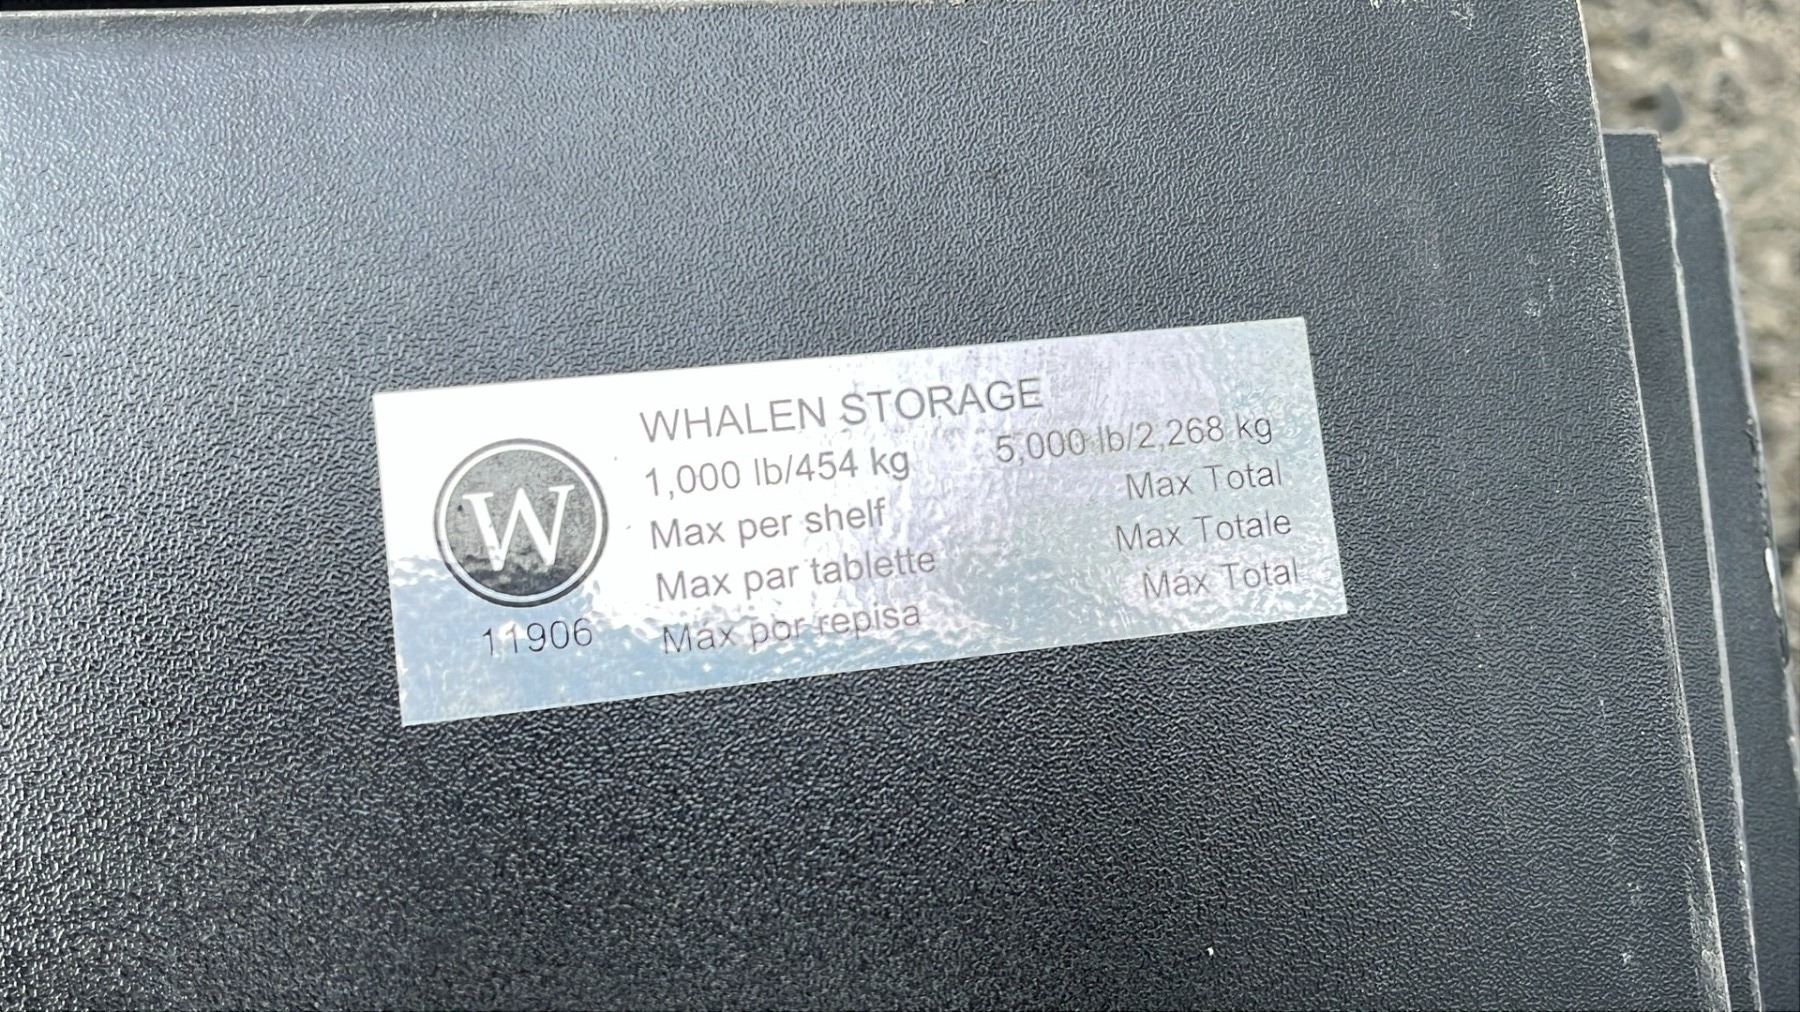 WHALEN STORAGE
1,000 lb/454 kg 5,000 lb/2,268 kg
Max per shelf Max Total
Max par tablette Max Totale
Máx por repisa Máx Total
W
11906